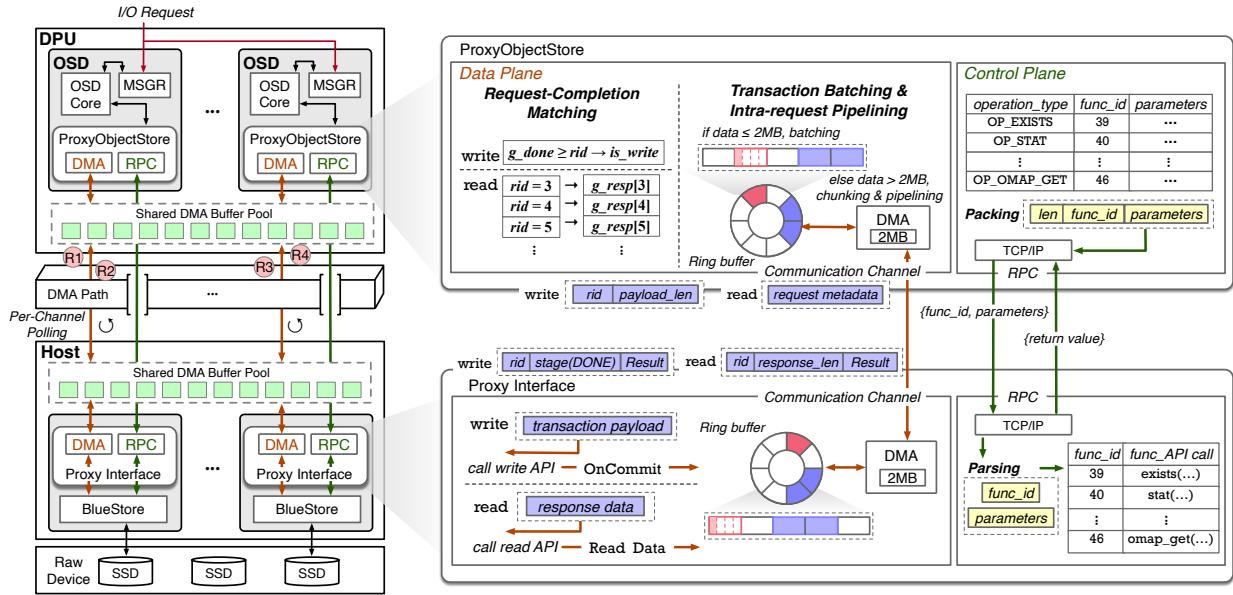 I/O Request
DPU
OSD
OSD
Core
MSGR
ProxyObjectStore
DMA
RPC
...
OSD
OSD
Core
MSGR
ProxyObjectStore
DMA
RPC
Shared DMA Buffer Pool
R1
R2
R3
R4
DMA Path
...
Per-Channel
Polling
Host
Shared DMA Buffer Pool
DMA
RPC
Proxy Interface
BlueStore
...
DMA
RPC
Proxy Interface
BlueStore
Raw
Device
SSD
SSD
SSD
ProxyObjectStore
Data Plane
Request-Completion
Matching
write
g_done ≥ rid → is_write
read
rid = 3 → g_resp[3]
rid = 4 → g_resp[4]
rid = 5 → g_resp[5]
⋮ ⋮
Transaction Batching &
Intra-request Pipelining
if data ≤ 2MB, batching
else data > 2MB,
chunking & pipelining
DMA
2MB
Ring buffer
Communication Channel
Control Plane
operation_type func_id parameters
OP_EXISTS 39 ...
OP_STAT 40 ...
⋮ ⋮ ⋮
OP_OMAP_GET 46 ...
Packing
len func_id parameters
TCP/IP
RPC
write
rid payload_len
read
request metadata
{func_id, parameters}
{return value}
write
rid stage(DONE) Result
read
rid response_len Result
Proxy Interface
Communication Channel
write
transaction payload
call write API
OnCommit
read
response data
call read API
Read Data
Ring buffer
DMA
2MB
RPC
TCP/IP
Parsing
func_id
parameters
func_id func_API call
39 exists(...)
40 stat(...)
⋮ ⋮
46 omap_get(...)